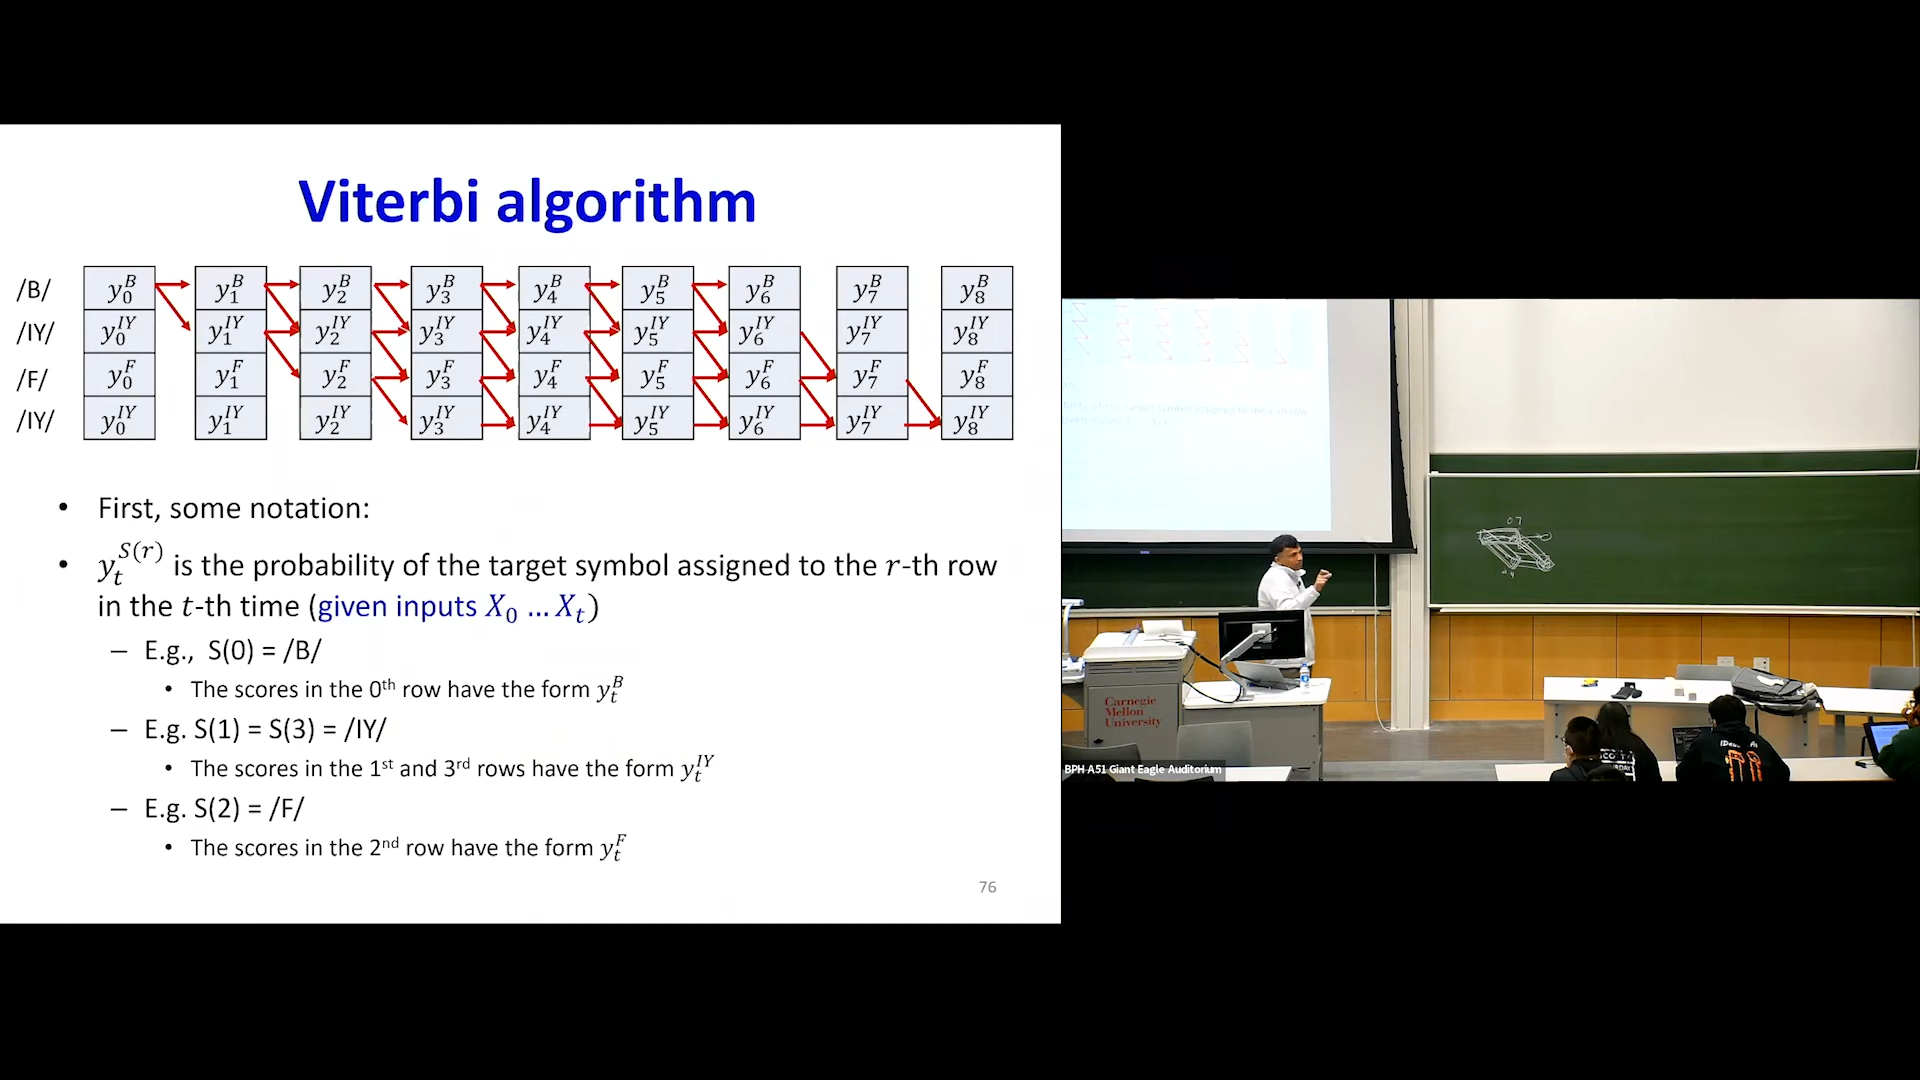 Viterbi algorithm
/B/ y_0^B y_1^B y_2^B y_3^B y_4^B y_5^B y_6^B y_7^B y_8^B
/IY/ y_0^{IY} y_1^{IY} y_2^{IY} y_3^{IY} y_4^{IY} y_5^{IY} y_6^{IY} y_7^{IY} y_8^{IY}
/F/ y_0^F y_1^F y_2^F y_3^F y_4^F y_5^F y_6^F y_7^F y_8^F
/IY/ y_0^{IY} y_1^{IY} y_2^{IY} y_3^{IY} y_4^{IY} y_5^{IY} y_6^{IY} y_7^{IY} y_8^{IY}
• First, some notation:
• y_t^{S(r)} is the probability of the target symbol assigned to the r-th row
in the t-th time (given inputs X_0 … X_t)
– E.g., S(0) = /B/
• The scores in the 0th row have the form y_t^B
– E.g. S(1) = S(3) = /IY/
• The scores in the 1st and 3rd rows have the form y_t^{IY}
– E.g. S(2) = /F/
• The scores in the 2nd row have the form y_t^F
76
Carnegie
Mellon
University
BPH A51 Giant Eagle Auditorium